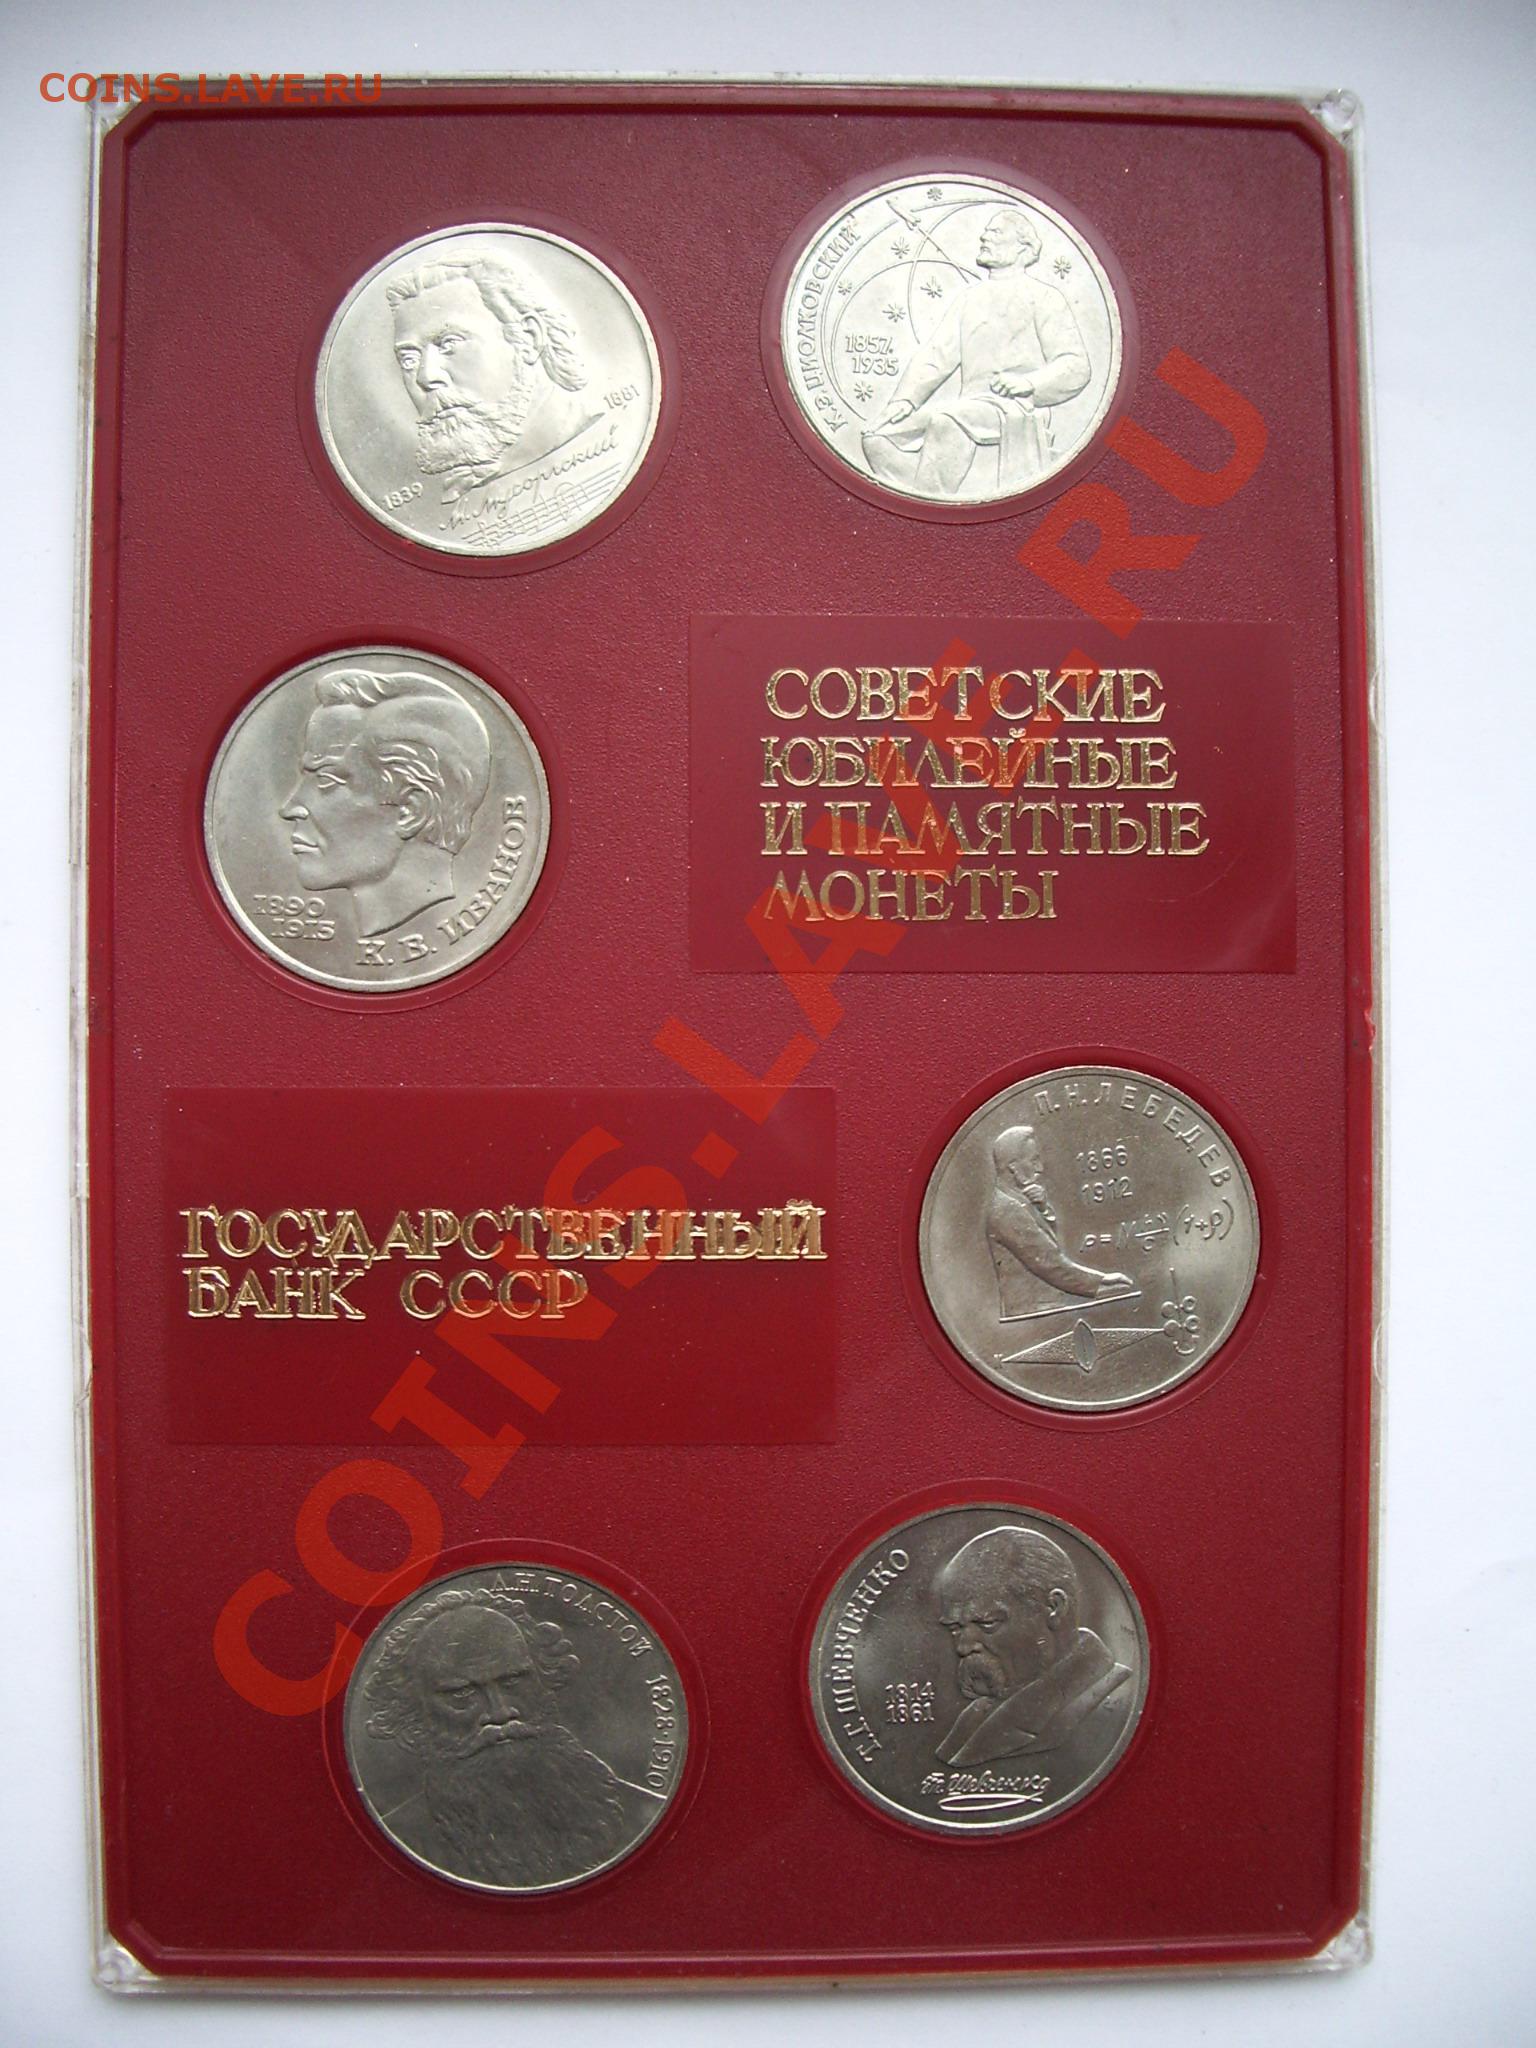 COINS.LAVE.RU
К.Э.ЦИОЛКОВСКИЙ
1857.
1935
1839
1881
М. Мусоргский
СОВЕТСКИЕ
ЮБИЛЕЙНЫЕ
И ПАМЯТНЫЕ
МОНЕТЫ
1890
1915
К. В. ИВАНОВ
П.Н.ЛЕБЕДЕВ
1866
1912
ГОСУДАРСТВЕННЫЙ
БАНК СССР
Л.Н.ТОЛСТОЙ 1828·1910
Т.Г.ШЕВЧЕНКО
1814
1861
Т. Шевченко
COINS.LAVE.RU